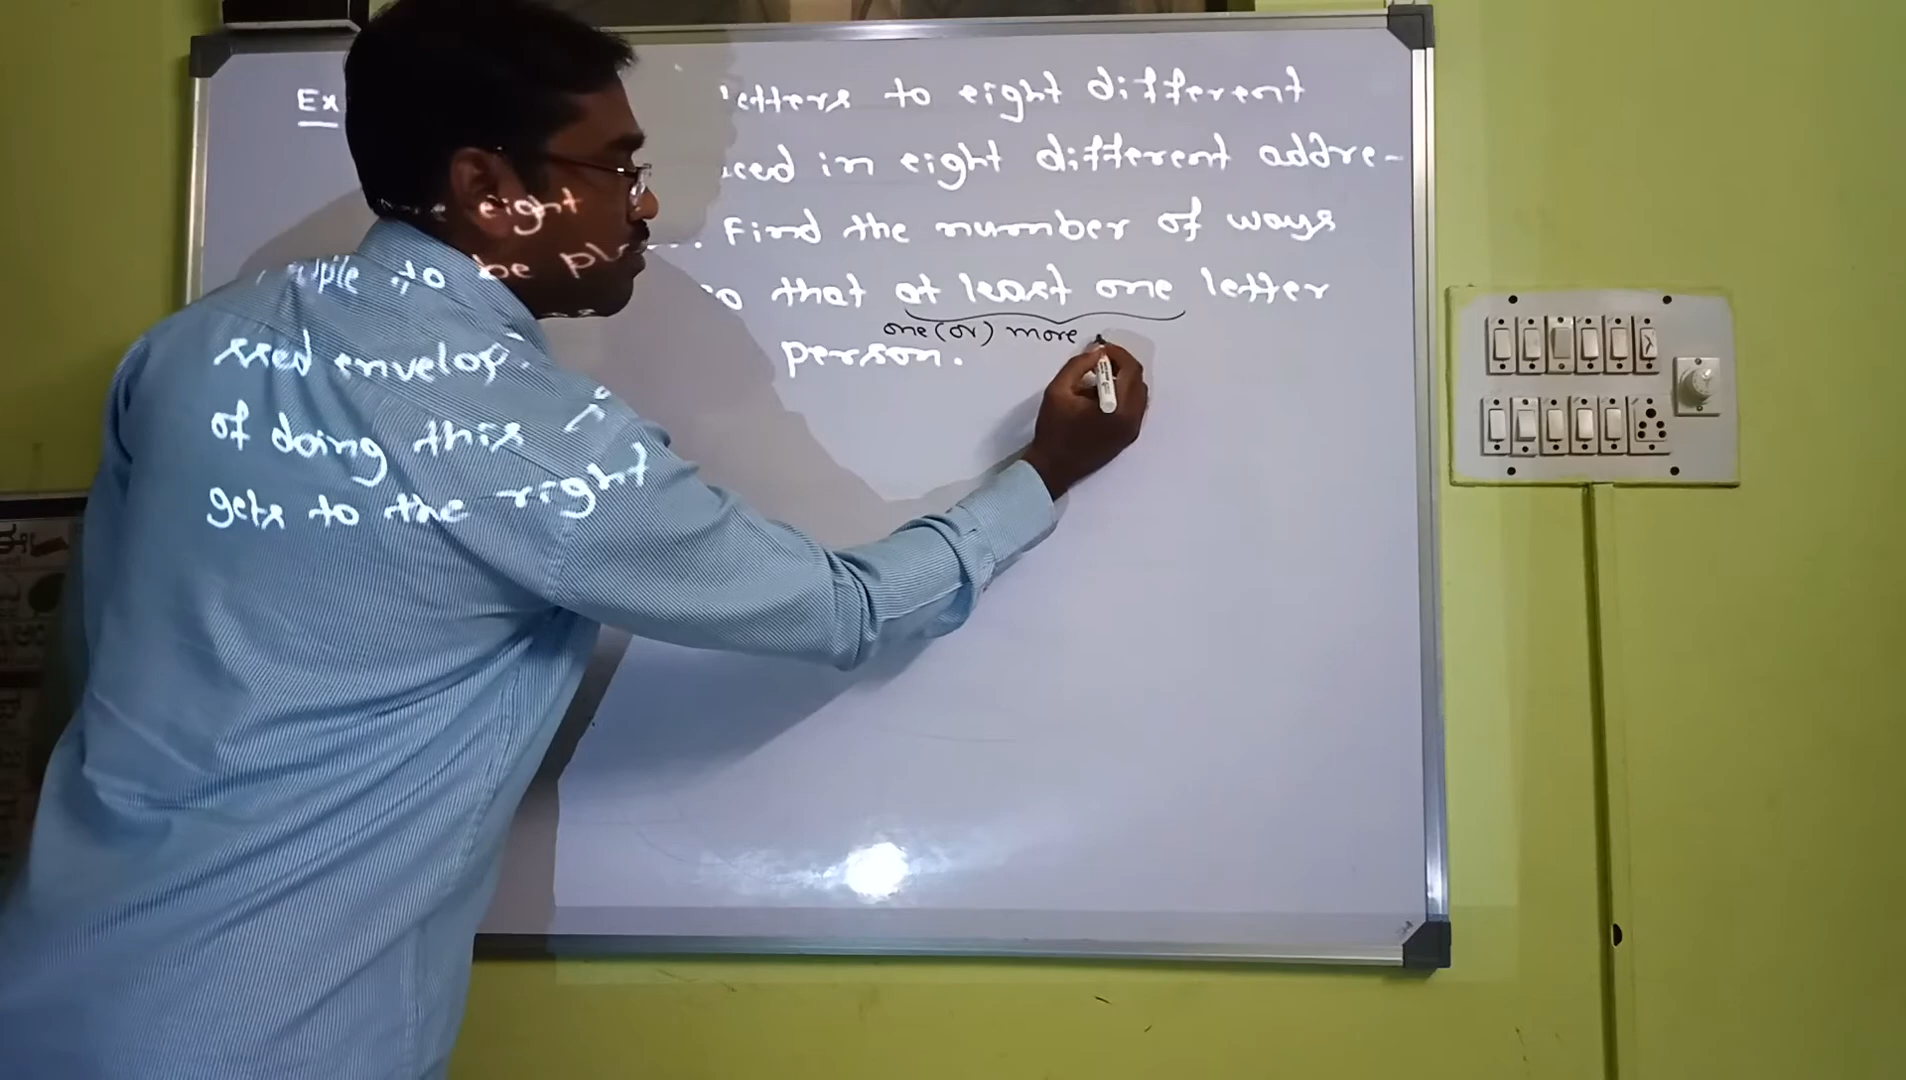 Ex eight letters to eight different
people to be placed in eight different addre-
ssed envelop. Find the number of ways
of doing this so that at least one letter
one (or) more
gets to the right person.